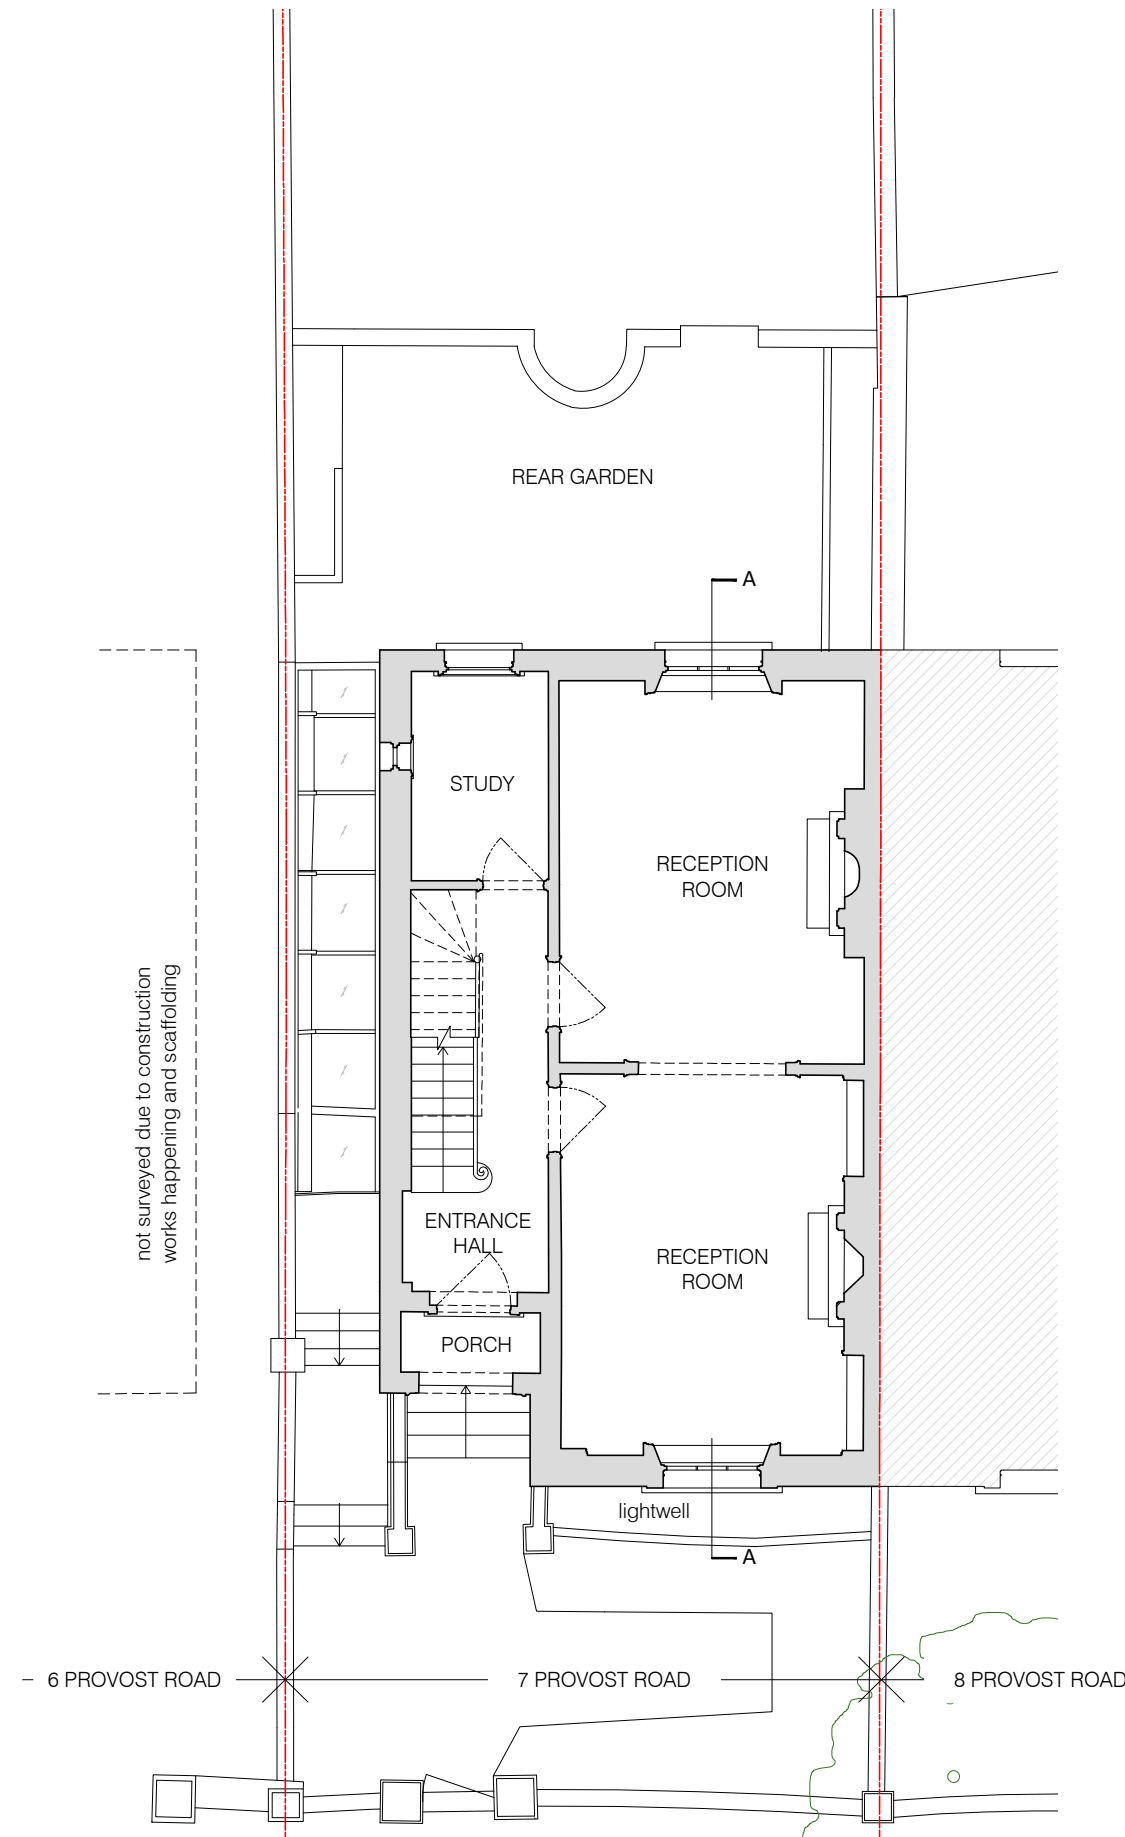 REAR GARDEN
A
STUDY
RECEPTION
ROOM
not surveyed due to construction
works happening and scaffolding
ENTRANCE
HALL
RECEPTION
ROOM
PORCH
lightwell
A
6 PROVOST ROAD
7 PROVOST ROAD
8 PROVOST ROAD